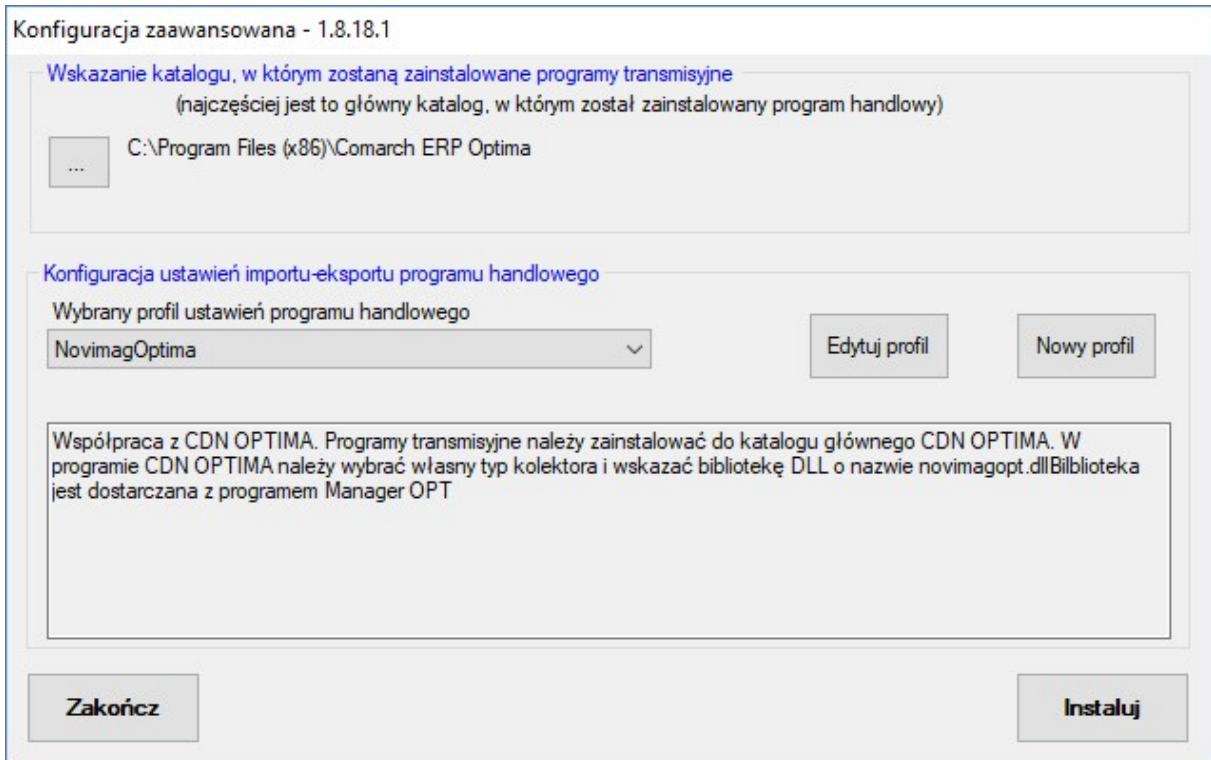 Konfiguracja zaawansowana - 1.8.18.1
Wskazanie katalogu, w którym zostaną zainstalowane programy transmisyjne
(najczęściej jest to główny katalog, w którym został zainstalowany program handlowy)
...
C:\Program Files (x86)\Comarch ERP Optima
Konfiguracja ustawień importu-eksportu programu handlowego
Wybrany profil ustawień programu handlowego
NovimagOptima
Edytuj profil
Nowy profil
Współpraca z CDN OPTIMA. Programy transmisyjne należy zainstalować do katalogu głównego CDN OPTIMA. W
programie CDN OPTIMA należy wybrać własny typ kolektora i wskazać bibliotekę DLL o nazwie novimagopt.dllBilblioteka
jest dostarczana z programem Manager OPT
Zakończ
Instaluj